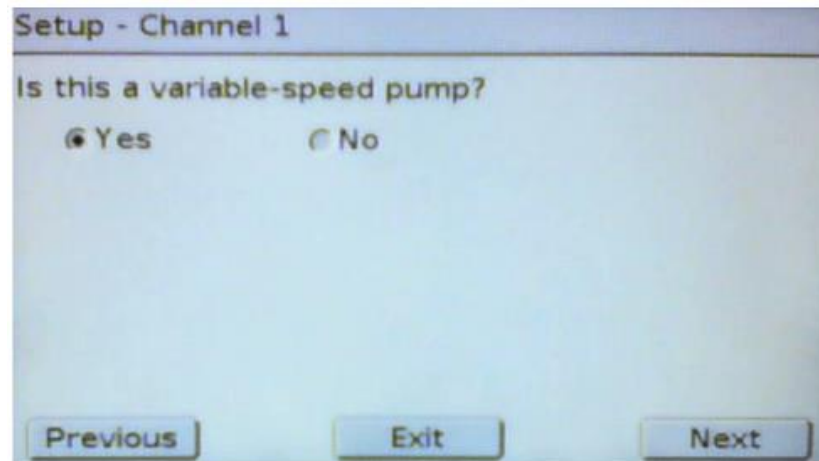 Setup - Channel 1
Is this a variable-speed pump?
Yes No
Previous Exit Next